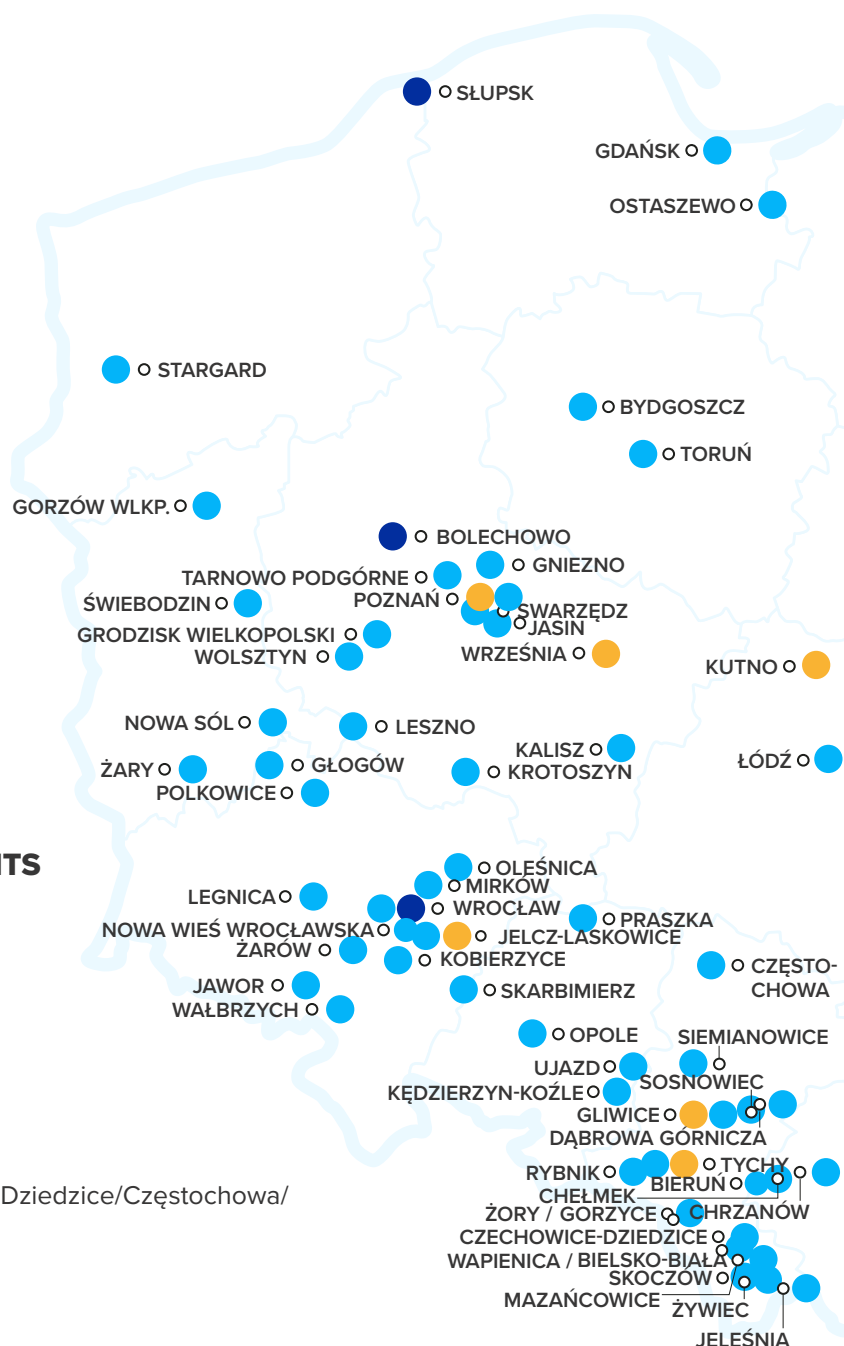 SŁUPSK
GDAŃSK
OSTASZEWO
STARGARD
BYDGOSZCZ
TORUŃ
GORZÓW WLKP.
BOLECHOWO
GNIEZNO
TARNOWO PODGÓRNE
POZNAŃ
ŚWIEBODZIN
SWARZĘDZ
JASIN
GRODZISK WIELKOPOLSKI
WOLSZTYN
WRZEŚNIA
KUTNO
NOWA SÓL
LESZNO
KALISZ
ŁÓDŹ
ŻARY
GŁOGÓW
KROTOSZYN
POLKOWICE
ITS
OLEŚNICA
MIRKÓW
LEGNICA
WROCŁAW
PRASZKA
NOWA WIEŚ WROCŁAWSKA
JELCZ-LASKOWICE
ŻARÓW
KOBIERZYCE
CZĘSTO-
CHOWA
JAWOR
SKARBIMIERZ
WAŁBRZYCH
OPOLE
SIEMIANOWICE
UJAZD
SOSNOWIEC
KĘDZIERZYN-KOŹLE
GLIWICE
DĄBROWA GÓRNICZA
TYCHY
RYBNIK
BIERUŃ
CHEŁMEK
Dziedzice/Częstochowa/
CHRZANÓW
ŻORY / GORZYCE
CZECHOWICE-DZIEDZICE
WAPIENICA / BIELSKO-BIAŁA
SKOCZÓW
MAZAŃCOWICE
ŻYWIEC
JELEŚNIA